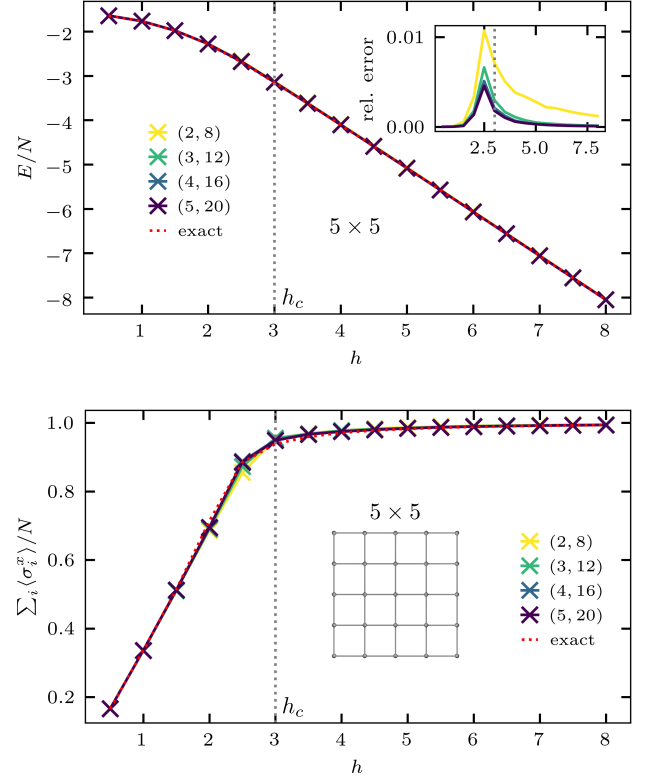 −2
−3
−4
−5
−6
−7
−8
E/N
(2, 8)
(3, 12)
(4, 16)
(5, 20)
exact
5 × 5
h_c
0.01
0.00
rel. error
2.5 5.0 7.5
1 2 3 4 5 6 7 8
h
1.0
0.8
0.6
0.4
0.2
∑_i⟨σ_i^x⟩/N
5 × 5
(2, 8)
(3, 12)
(4, 16)
(5, 20)
exact
h_c
1 2 3 4 5 6 7 8
h